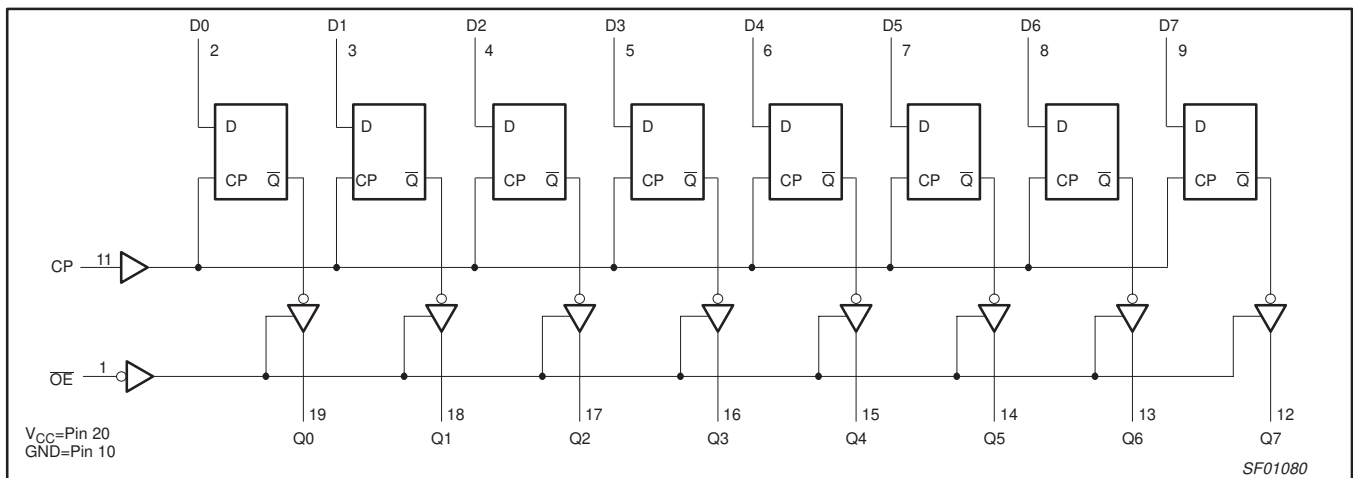 D0 D1 D2 D3 D4 D5 D6 D7
2 3 4 5 6 7 8 9
D D D D D D D D
CP Q̅ CP Q̅ CP Q̅ CP Q̅ CP Q̅ CP Q̅ CP Q̅ CP Q̅
CP 11
O̅E̅ 1
19 18 17 16 15 14 13 12
Q0 Q1 Q2 Q3 Q4 Q5 Q6 Q7
VCC=Pin 20
GND=Pin 10
SF01080